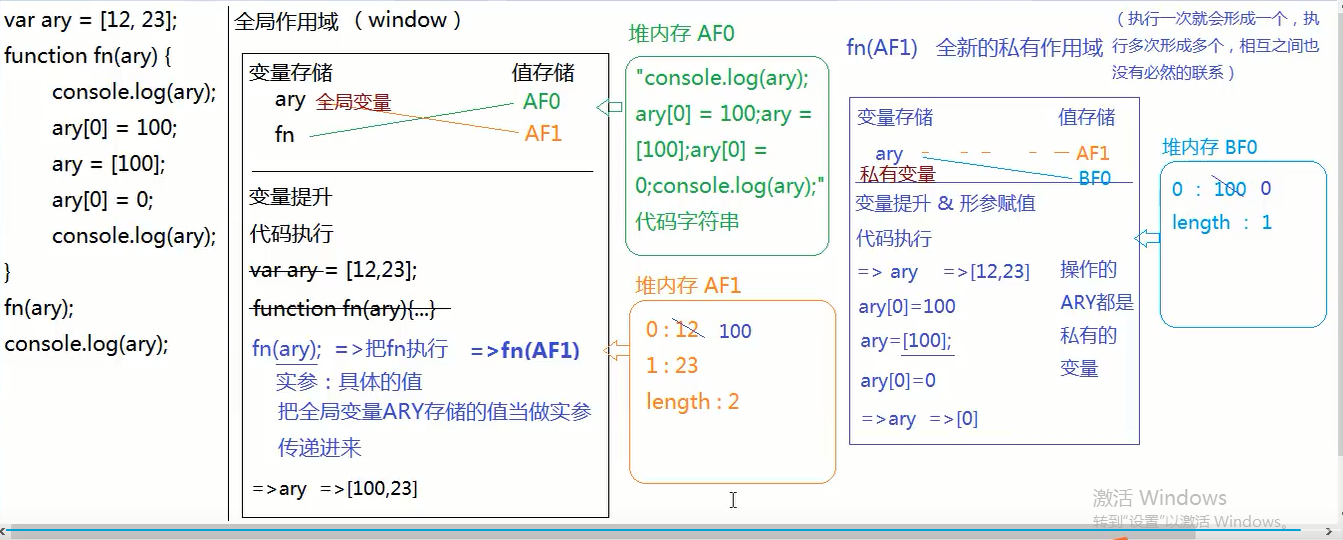 var ary = [12, 23];
function fn(ary) {
console.log(ary);
ary[0] = 100;
ary = [100];
ary[0] = 0;
console.log(ary);
}
fn(ary);
console.log(ary);
全局作用域 （window）
变量存储 值存储
ary 全局变量 AF0
fn AF1
变量提升
代码执行
var ary = [12,23];
function fn(ary){...}
fn(ary); =>把fn执行 =>fn(AF1)
实参：具体的值
把全局变量ARY存储的值当做实参
传递进来
=>ary =>[100,23]
堆内存 AF0
"console.log(ary);
ary[0] = 100;ary =
[100];ary[0] =
0;console.log(ary);"
代码字符串
堆内存 AF1
0 : 12 100
1 : 23
length : 2
fn(AF1) 全新的私有作用域
（执行一次就会形成一个，执
行多次形成多个，相互之间也
没有必然的联系）
变量存储 值存储
ary AF1
私有变量 BF0
变量提升 & 形参赋值
代码执行
=> ary =>[12,23]
ary[0]=100
ary=[100];
ary[0]=0
=>ary =>[0]
操作的
ARY都是
私有的
变量
堆内存 BF0
0 : 100 0
length : 1
激活 Windows
转到"设置"以激活 Windows。